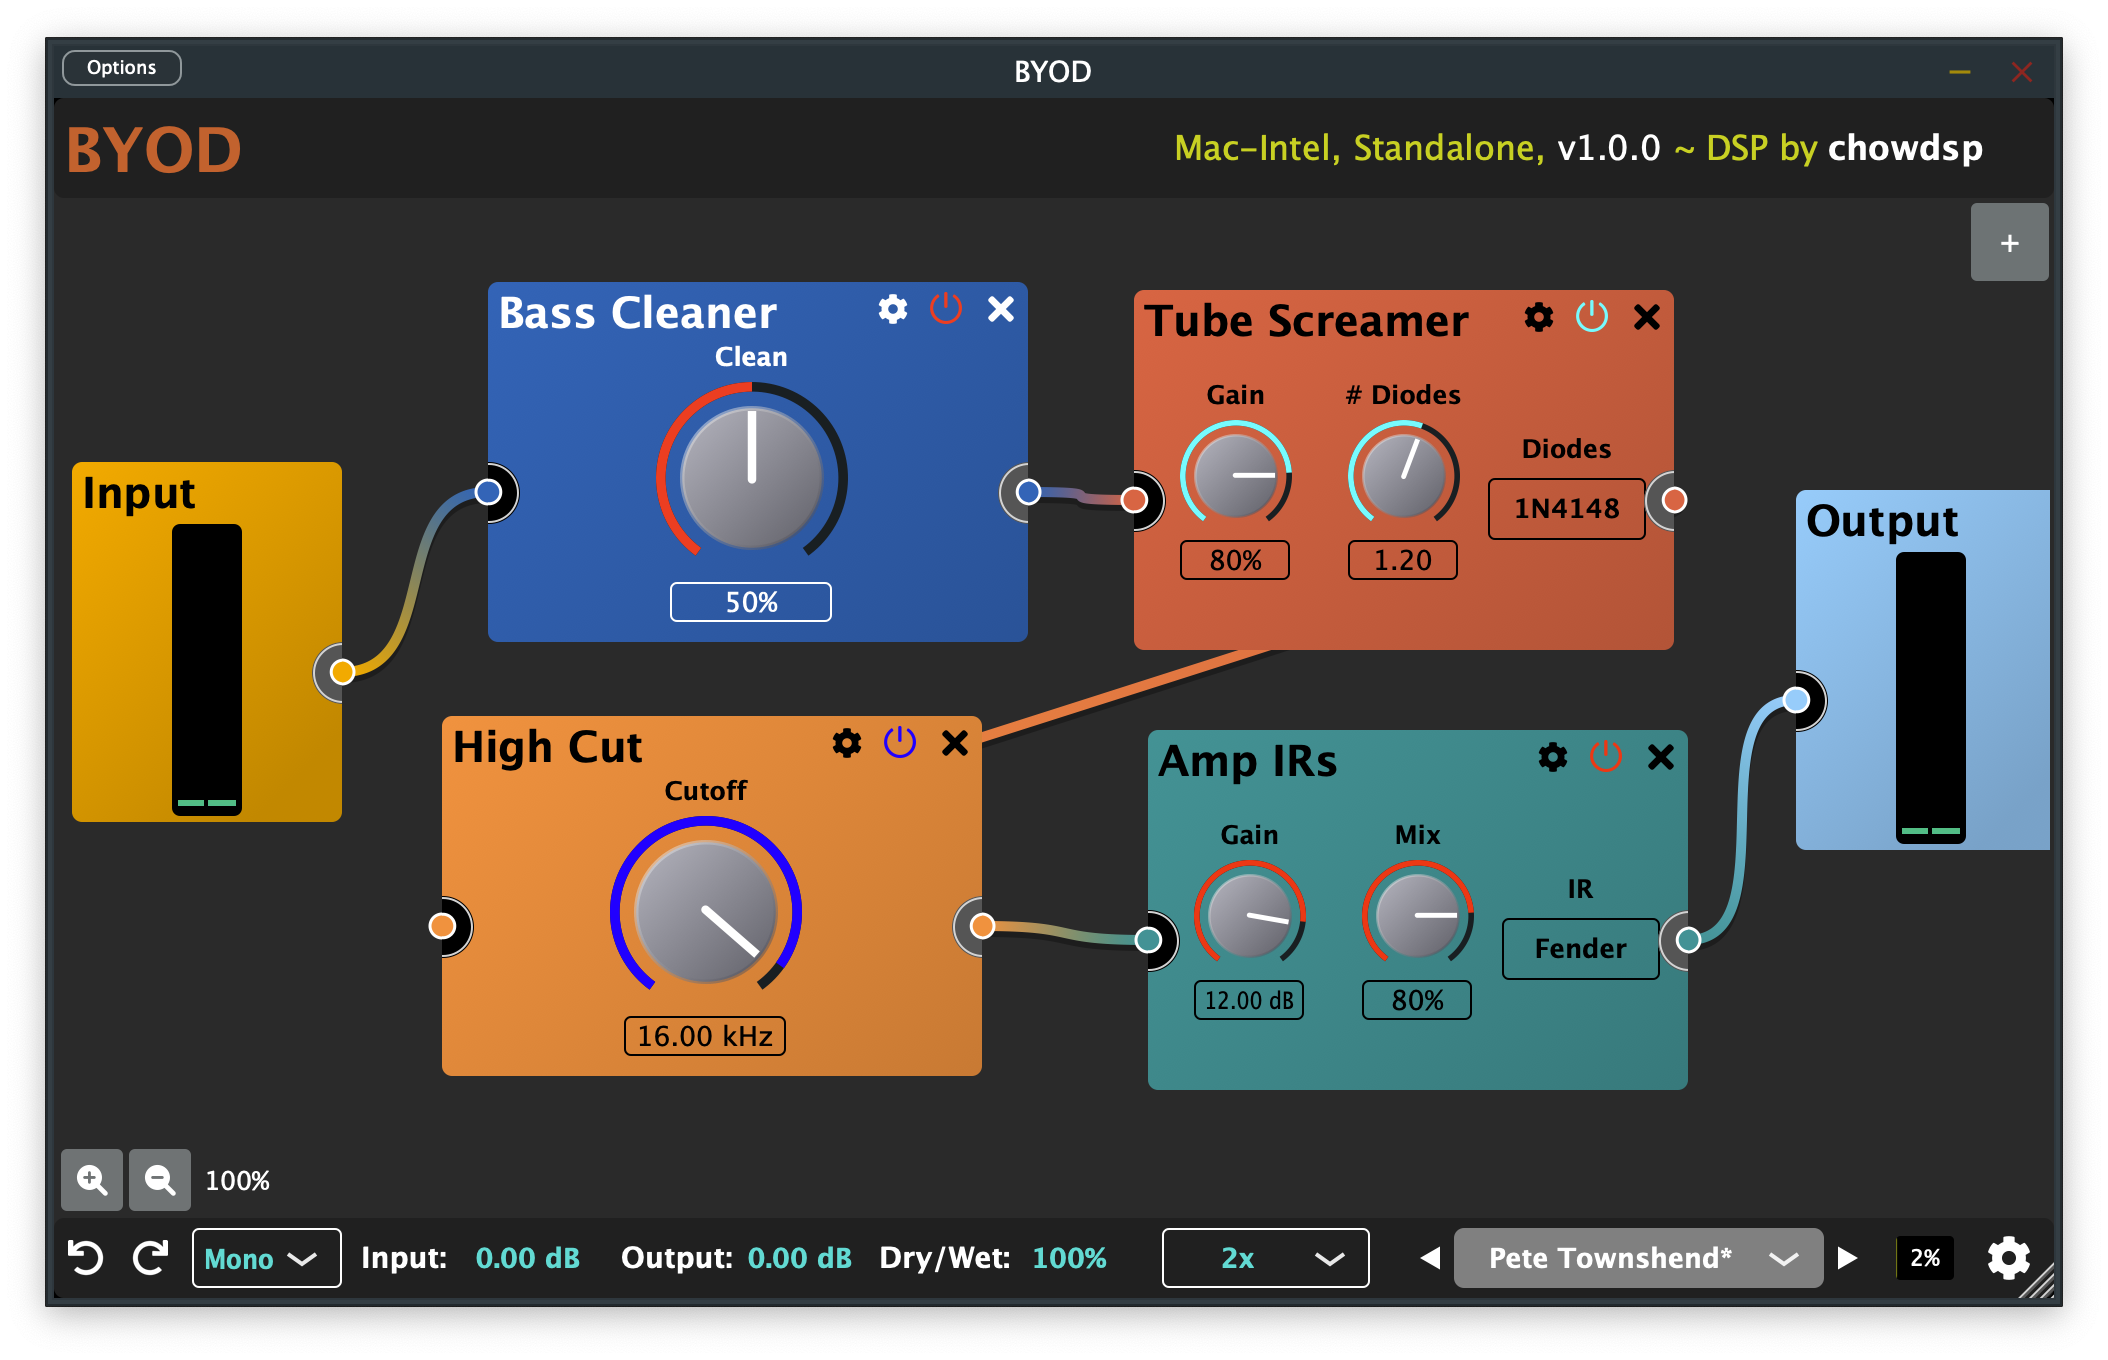 Options
BYOD
BYOD
Mac-Intel, Standalone, v1.0.0 ~ DSP by chowdsp
+
Input
Bass Cleaner
Clean
50%
Tube Screamer
Gain
# Diodes
Diodes
1N4148
80%
1.20
Output
High Cut
Cutoff
16.00 kHz
Amp IRs
Gain
Mix
IR
Fender
12.00 dB
80%
100%
Mono
Input: 0.00 dB
Output: 0.00 dB
Dry/Wet: 100%
2x
Pete Townshend*
2%